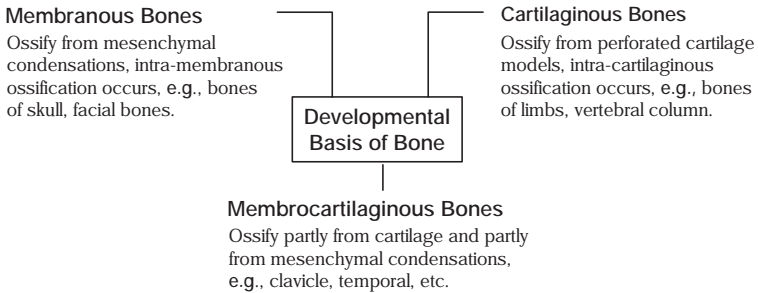 Membranous Bones
Ossify from mesenchymal
condensations, intra-membranous
ossification occurs, e.g., bones
of skull, facial bones.
Cartilaginous Bones
Ossify from perforated cartilage
models, intra-cartilaginous
ossification occurs, e.g., bones
of limbs, vertebral column.
Developmental
Basis of Bone
Membrocartilaginous Bones
Ossify partly from cartilage and partly
from mesenchymal condensations,
e.g., clavicle, temporal, etc.